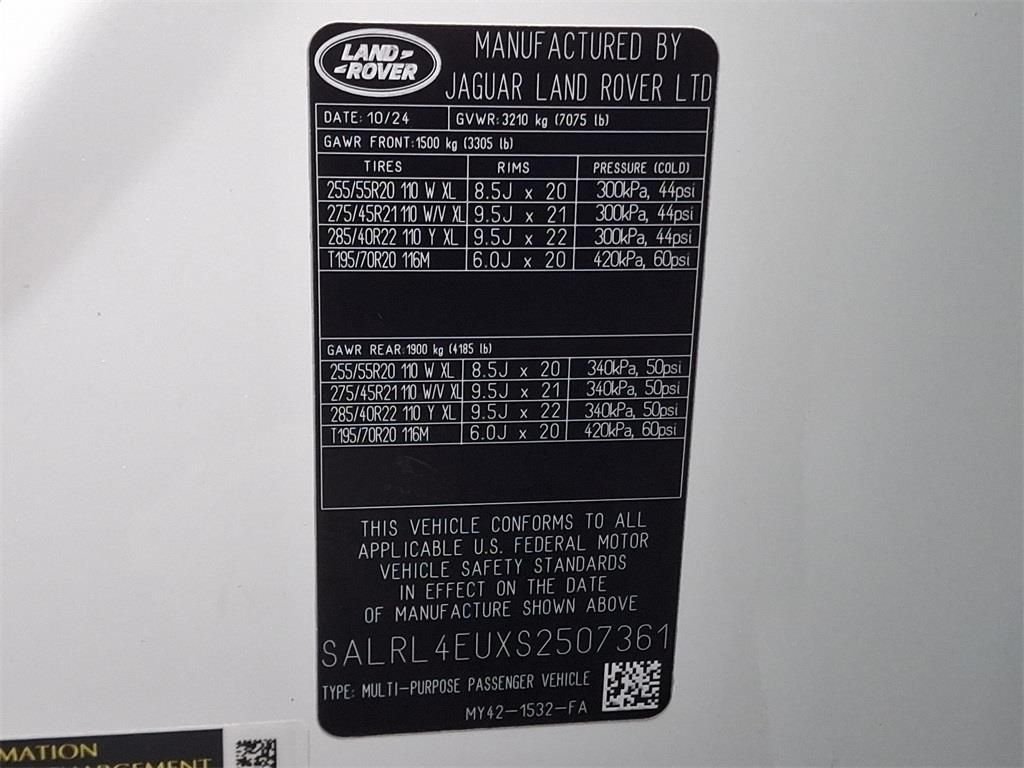 LAND-
-ROVER
MANUFACTURED BY
JAGUAR LAND ROVER LTD
DATE: 10/24 GVWR: 3210 kg (7075 lb)
GAWR FRONT: 1500 kg (3305 lb)
TIRES RIMS PRESSURE (COLD)
255/55R20 110 W XL 8.5J x 20 300kPa, 44psi
275/45R21 110 W/V XL 9.5J x 21 300kPa, 44psi
285/40R22 110 Y XL 9.5J x 22 300kPa, 44psi
T195/70R20 116M 6.0J x 20 420kPa, 60psi
GAWR REAR: 1900 kg (4185 lb)
255/55R20 110 W XL 8.5J x 20 340kPa, 50psi
275/45R21 110 W/V XL 9.5J x 21 340kPa, 50psi
285/40R22 110 Y XL 9.5J x 22 340kPa, 50psi
T195/70R20 116M 6.0J x 20 420kPa, 60psi
THIS VEHICLE CONFORMS TO ALL
APPLICABLE U.S. FEDERAL MOTOR
VEHICLE SAFETY STANDARDS
IN EFFECT ON THE DATE
OF MANUFACTURE SHOWN ABOVE
SALRL4EUXS2507361
TYPE: MULTI-PURPOSE PASSENGER VEHICLE
MY42-1532-FA
MATION